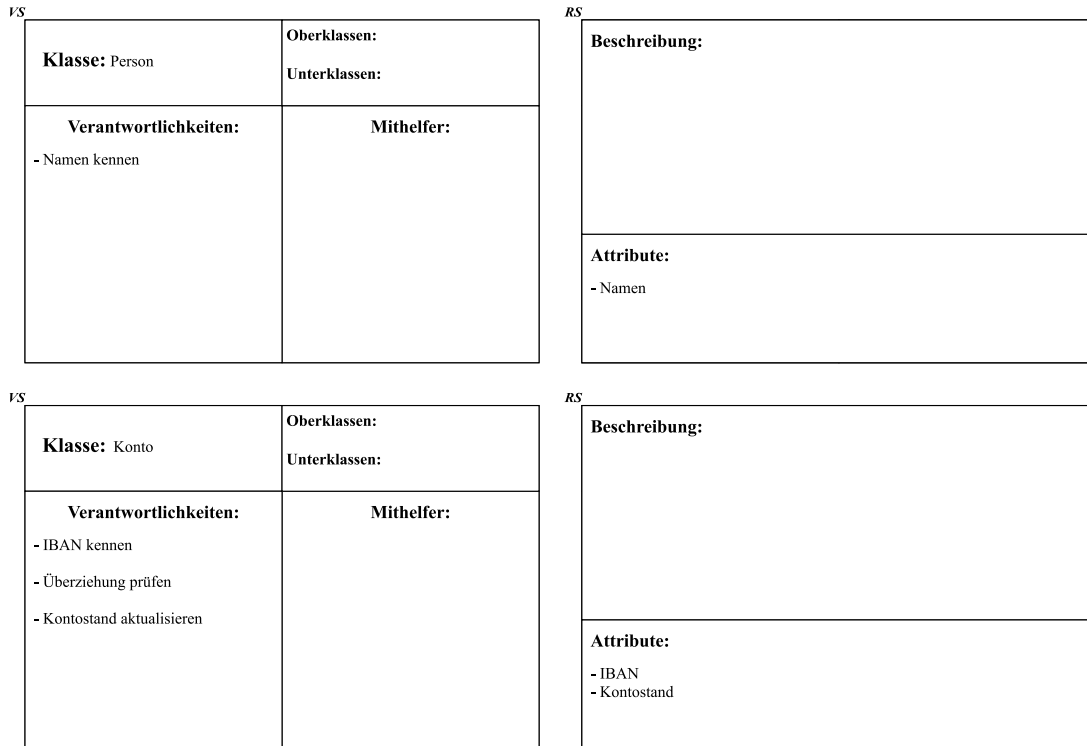 VS
Klasse: Person
Oberklassen:
Unterklassen:
Verantwortlichkeiten:
- Namen kennen
Mithelfer:
RS
Beschreibung:
Attribute:
- Namen
VS
Klasse: Konto
Oberklassen:
Unterklassen:
Verantwortlichkeiten:
- IBAN kennen
- Überziehung prüfen
- Kontostand aktualisieren
Mithelfer:
RS
Beschreibung:
Attribute:
- IBAN
- Kontostand